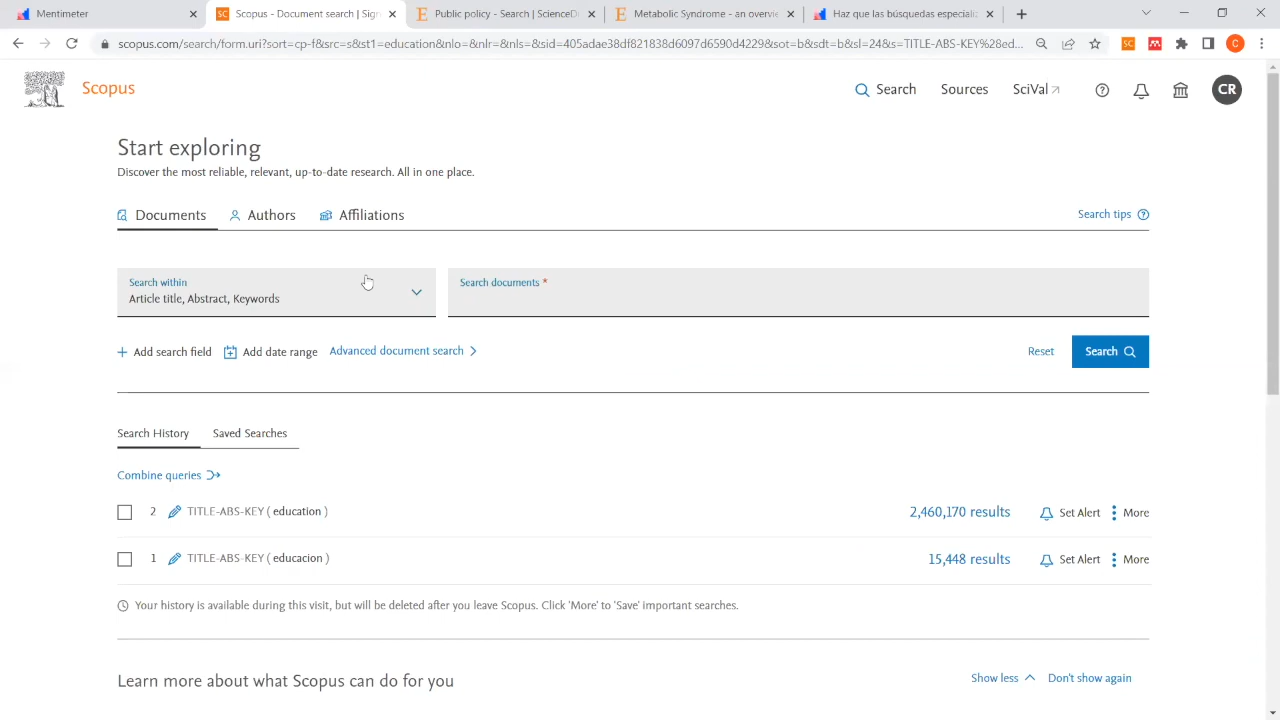 Mentimeter
Scopus - Document search | Sign
Public policy - Search | ScienceD
Metabolic Syndrome - an overvie
Haz que las búsquedas especializ
scopus.com/search/form.uri?sort=cp-f&src=s&st1=education&nlo=&nlr=&nls=&sid=405adae38df821838d6097d6590d4229&sot=b&sdt=b&sl=24&s=TITLE-ABS-KEY%28ed...
C
Scopus
Search
Sources
SciVal
CR
Start exploring
Discover the most reliable, relevant, up-to-date research. All in one place.
Documents
Authors
Affiliations
Search tips
Search within
Article title, Abstract, Keywords
Search documents *
Add search field
Add date range
Advanced document search
Reset
Search
Search History
Saved Searches
Combine queries
2 TITLE-ABS-KEY ( education ) 2,460,170 results Set Alert More
1 TITLE-ABS-KEY ( educacion ) 15,448 results Set Alert More
Your history is available during this visit, but will be deleted after you leave Scopus. Click 'More' to 'Save' important searches.
Learn more about what Scopus can do for you
Show less
Don't show again